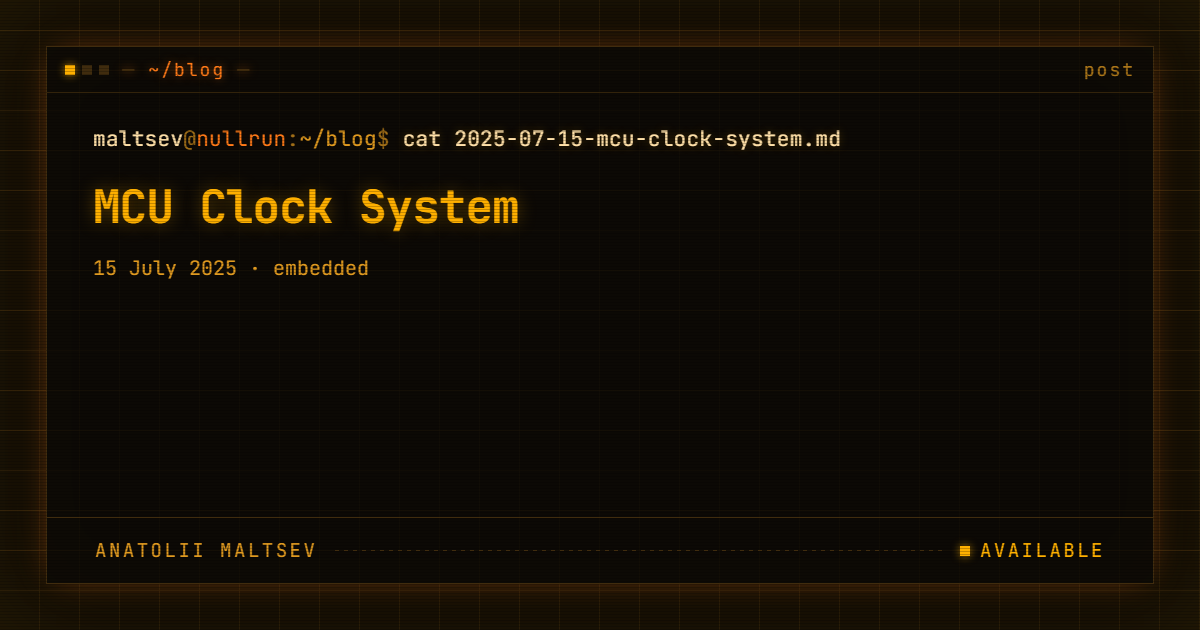 — ~/blog —
post
maltsev@nullrun:~/blog$ cat 2025-07-15-mcu-clock-system.md
MCU Clock System
15 July 2025 · embedded
ANATOLII MALTSEV
AVAILABLE